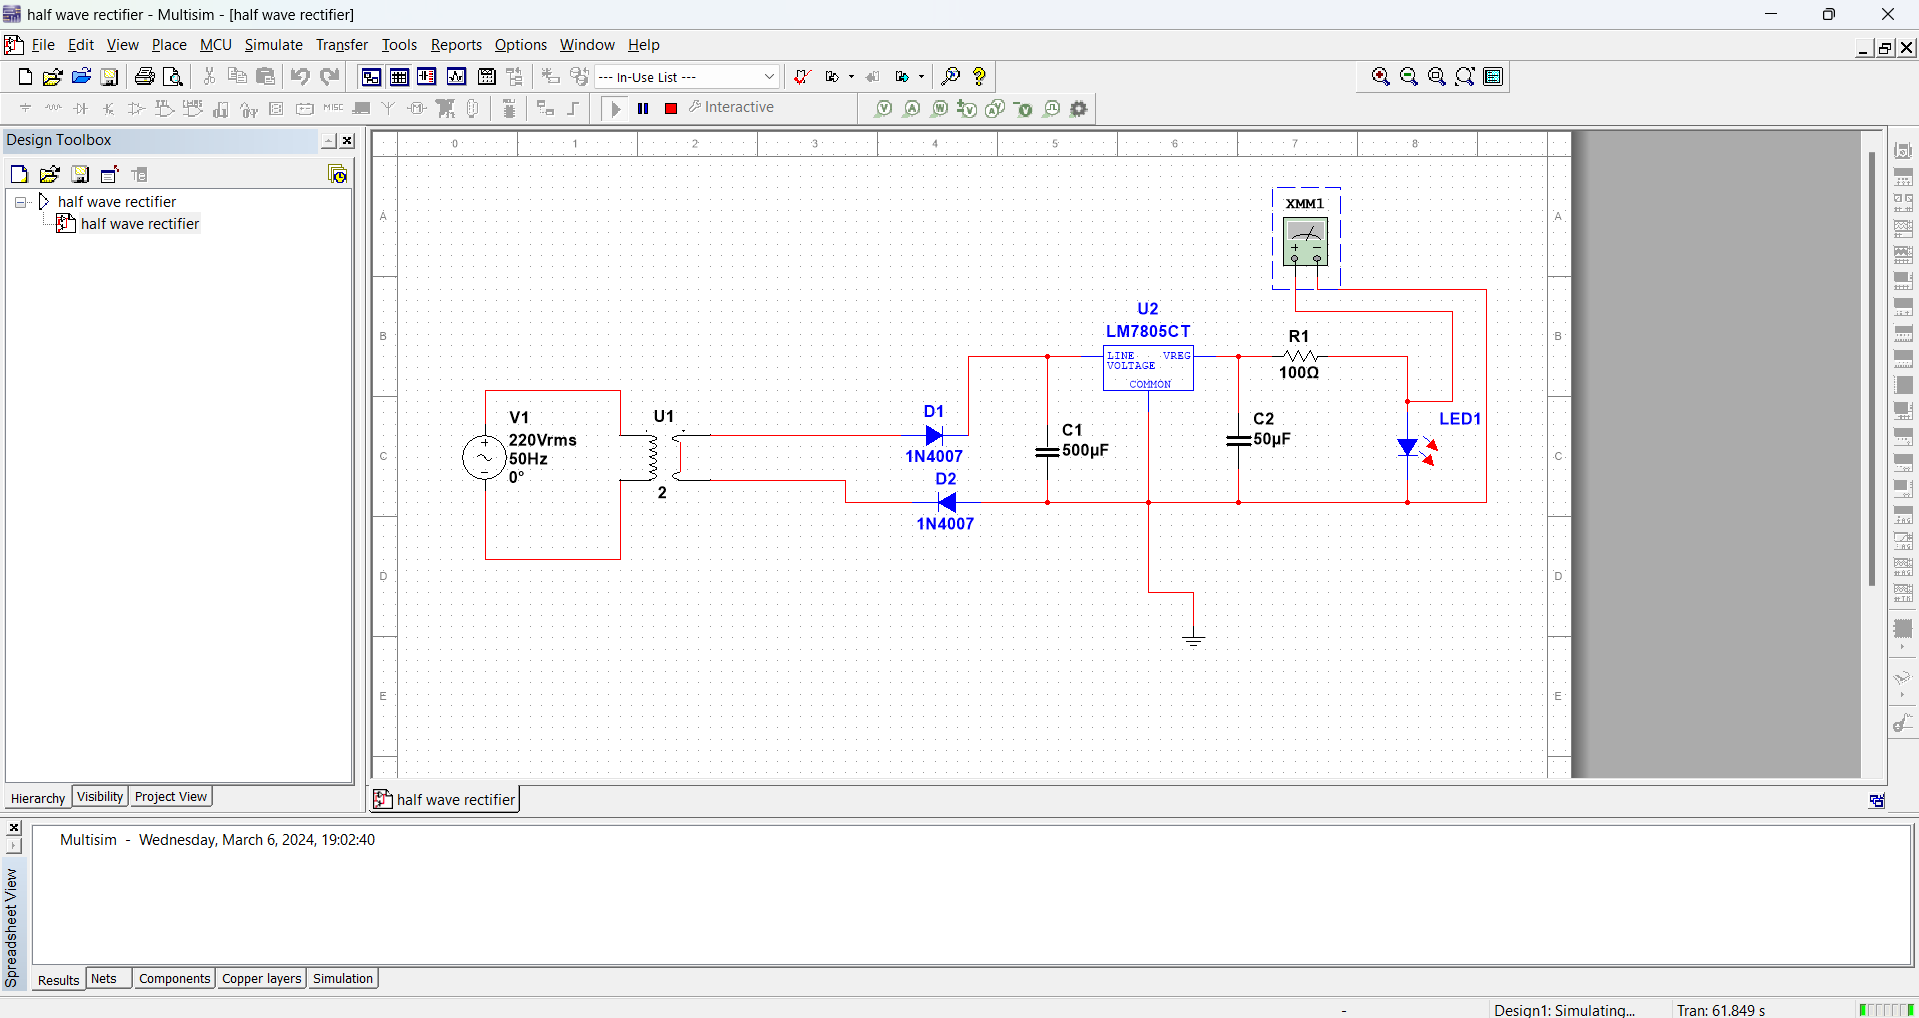 half wave rectifier - Multisim - [half wave rectifier]
File Edit View Place MCU Simulate Transfer Tools Reports Options Window Help
--- In-Use List ---
MISC
Interactive
Design Toolbox
half wave rectifier
half wave rectifier
Hierarchy Visibility Project View
0 1 2 3 4 5 6 7 8
A A
B B
C C
D D
E E
XMM1
U2
LM7805CT
LINE VREG
VOLTAGE
COMMON
R1
100Ω
V1
220Vrms
50Hz
0°
U1
2
D1
1N4007
D2
1N4007
C1
500µF
C2
50µF
LED1
half wave rectifier
Multisim - Wednesday, March 6, 2024, 19:02:40
Spreadsheet View
Results Nets Components Copper layers Simulation
- Design1: Simulating... Tran: 61.849 s